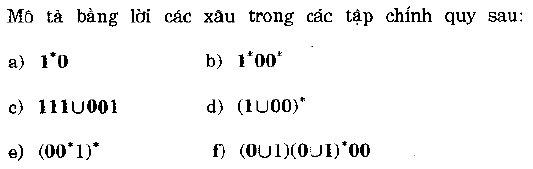 Mô tả bằng lời các xâu trong các tập chính quy sau:
a) 1*0 b) 1*00*
c) 111∪001 d) (1∪00)*
e) (00*1)* f) (0∪1)(0∪1)*00